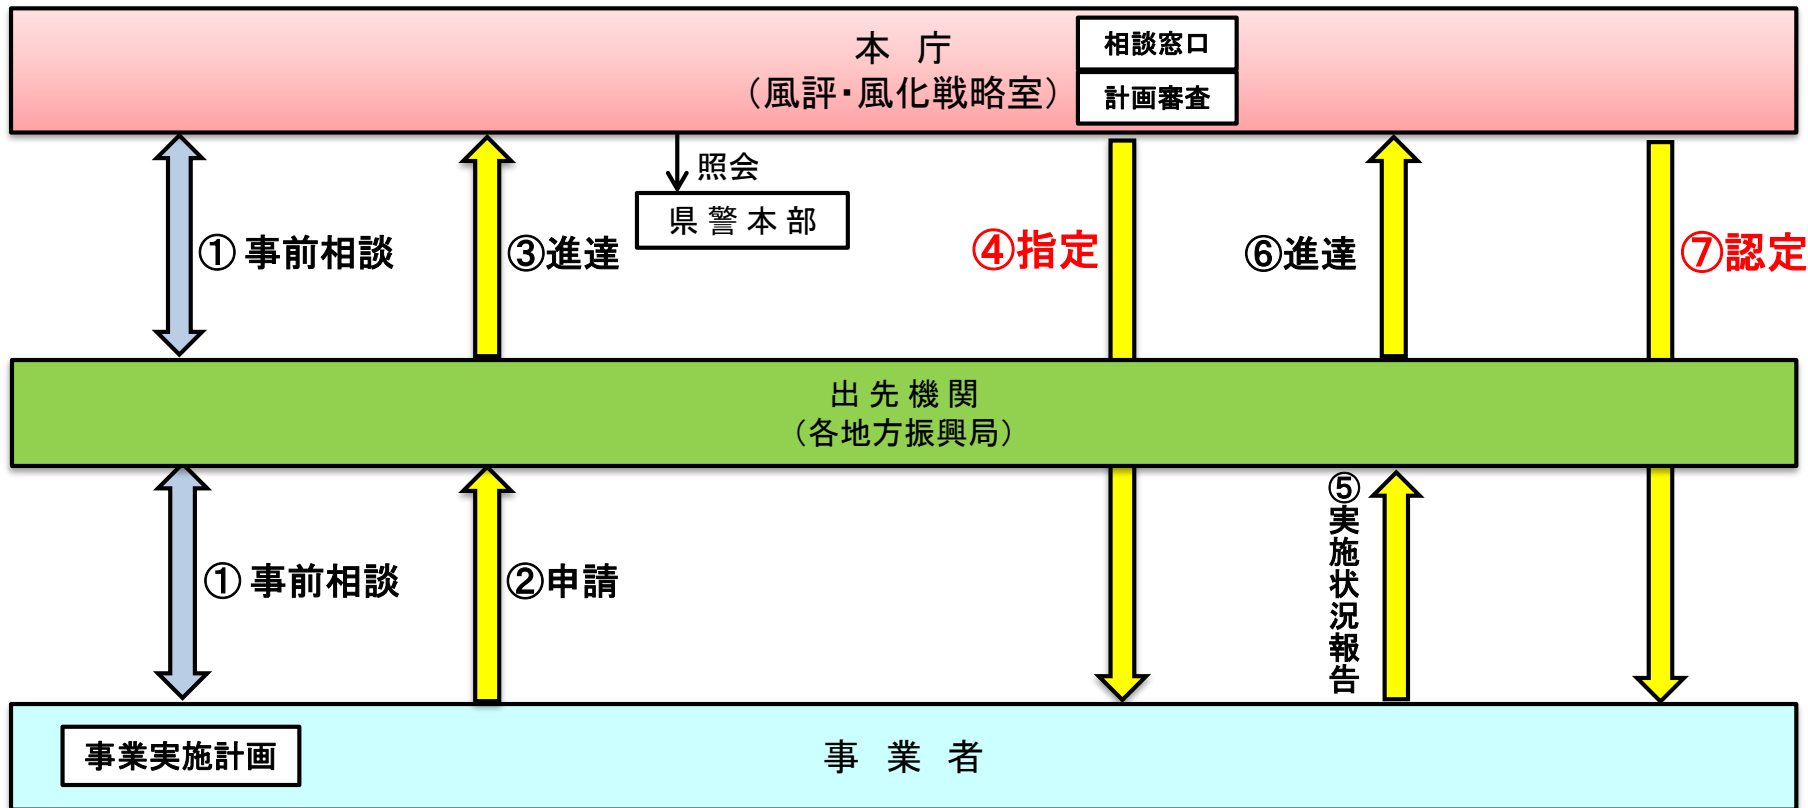 本 庁
（風評・風化戦略室）
相談窓口
計画審査
照会
県警本部
① 事前相談
③進達
④指定
⑥進達
⑦認定
出先機関
（各地方振興局）
① 事前相談
②申請
⑤実施状況報告
事業実施計画
事 業 者